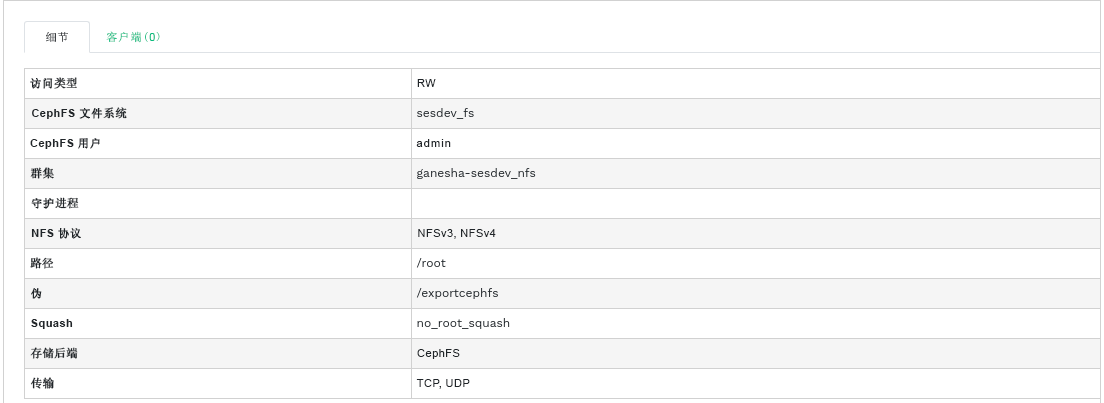 细节 客户端(0)
访问类型 RW
CephFS 文件系统 sesdev_fs
CephFS 用户 admin
群集 ganesha-sesdev_nfs
守护进程
NFS 协议 NFSv3, NFSv4
路径 /root
伪 /exportcephfs
Squash no_root_squash
存储后端 CephFS
传输 TCP, UDP